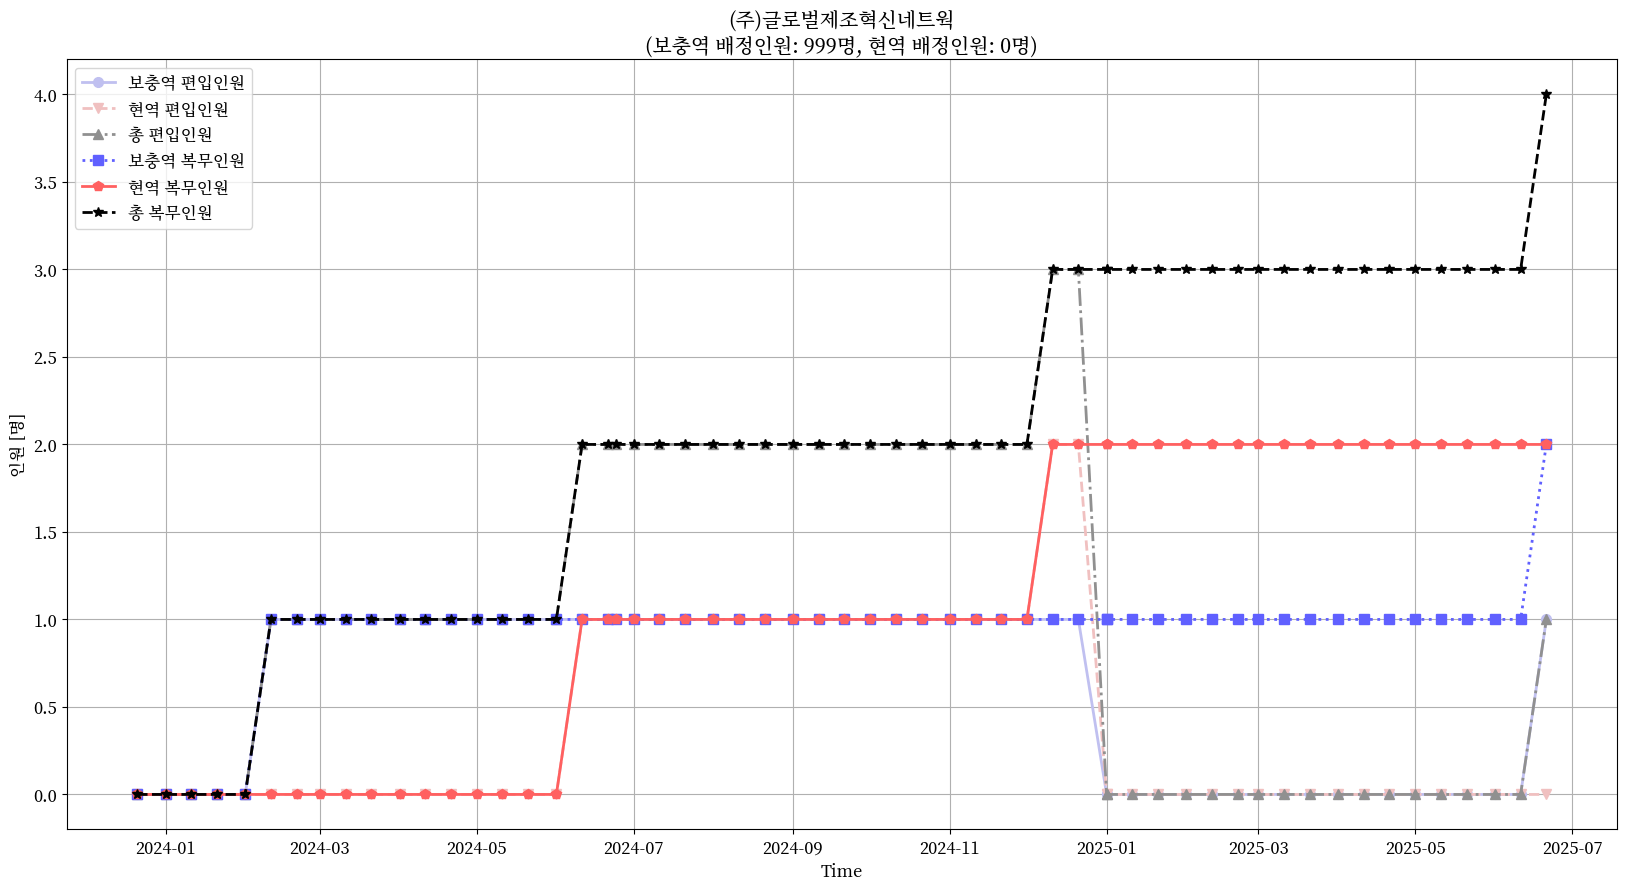 (주)글로벌제조혁신네트웍
(보충역 배정인원: 999명, 현역 배정인원: 0명)
보충역 편입인원
현역 편입인원
총 편입인원
보충역 복무인원
현역 복무인원
총 복무인원
인원 [명]
4.0
3.5
3.0
2.5
2.0
1.5
1.0
0.5
0.0
2024-01
2024-03
2024-05
2024-07
2024-09
2024-11
2025-01
2025-03
2025-05
2025-07
Time